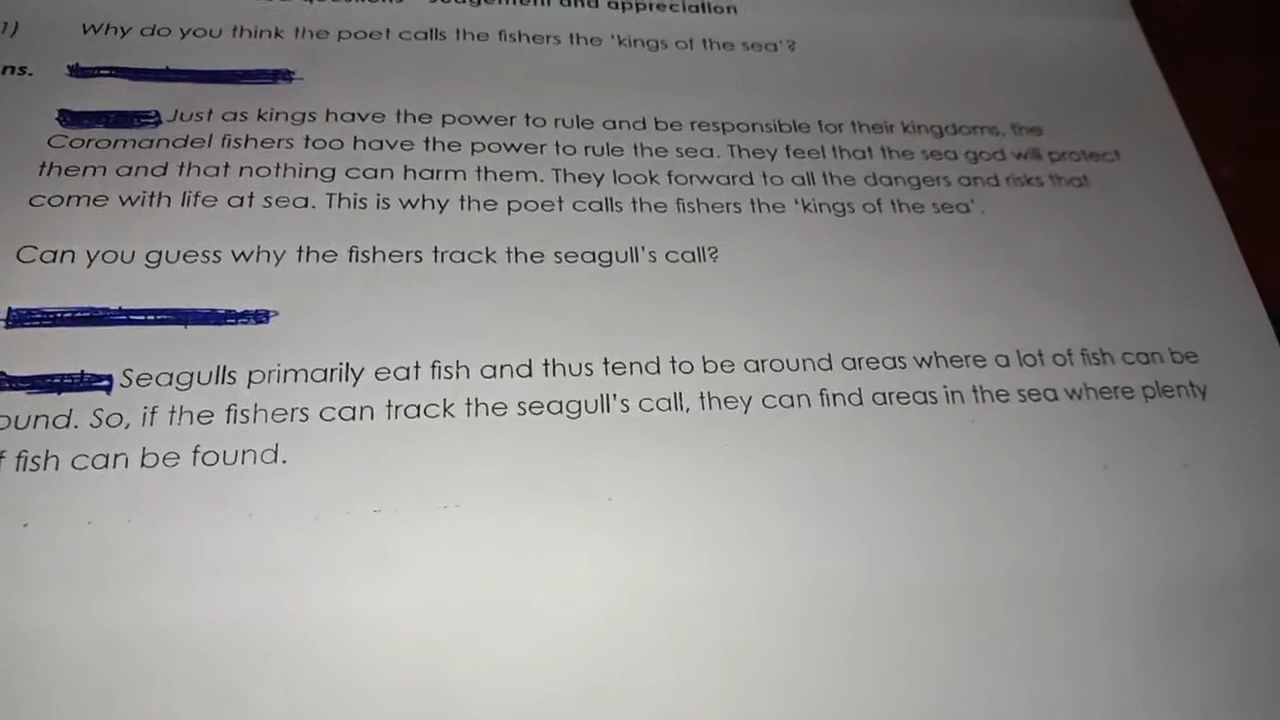 and appreciation
1) Why do you think the poet calls the fishers the 'kings of the sea'?
ns.
Just as kings have the power to rule and be responsible for their kingdoms, the
Coromandel fishers too have the power to rule the sea. They feel that the sea god will protect
them and that nothing can harm them. They look forward to all the dangers and risks that
come with life at sea. This is why the poet calls the fishers the 'kings of the sea'.
Can you guess why the fishers track the seagull's call?
Seagulls primarily eat fish and thus tend to be around areas where a lot of fish can be
ound. So, if the fishers can track the seagull's call, they can find areas in the sea where plenty
f fish can be found.